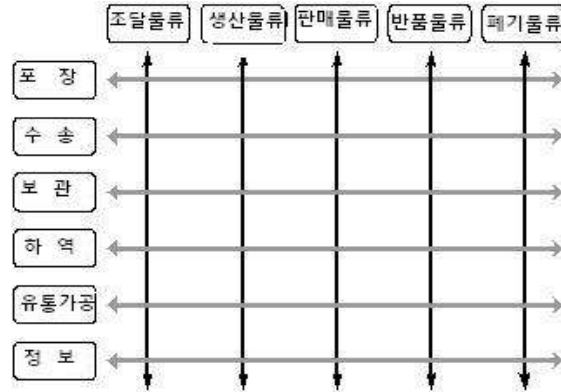 조달물류 생산물류 판매물류 반품물류 폐기물류
포 장
수 송
보 관
하 역
유통가공
정 보